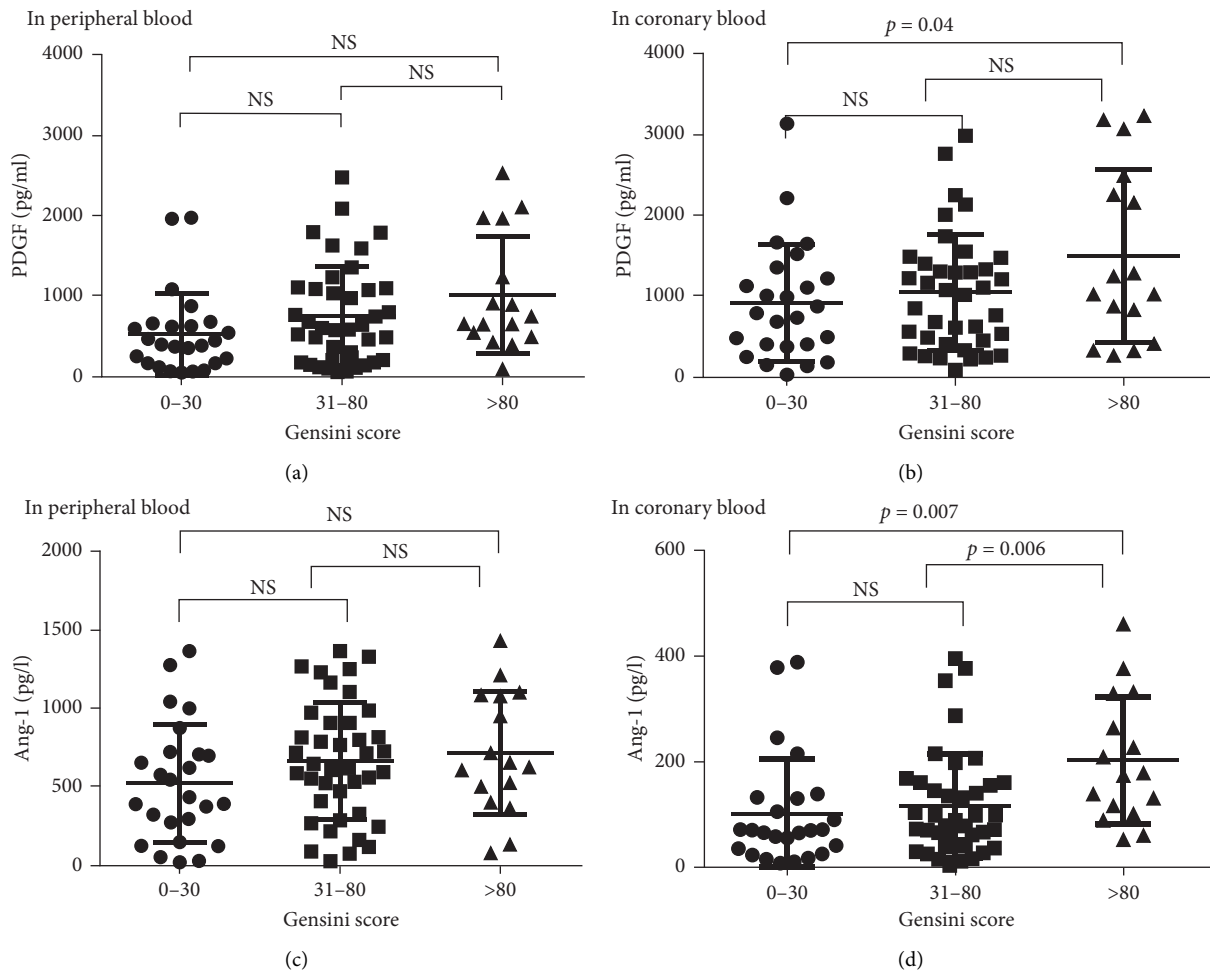 In peripheral blood
NS
NS
NS
4000
3000
2000
1000
0
PDGF (pg/ml)
0–30
31–80
>80
Gensini score
(a)
In coronary blood
p = 0.04
NS
NS
4000
3000
2000
1000
0
PDGF (pg/ml)
0–30
31–80
>80
Gensini score
(b)
In peripheral blood
NS
NS
NS
2000
1500
1000
500
0
Ang-1 (pg/l)
0–30
31–80
>80
Gensini score
(c)
In coronary blood
p = 0.007
p = 0.006
NS
600
400
200
0
Ang-1 (pg/l)
0–30
31–80
>80
Gensini score
(d)